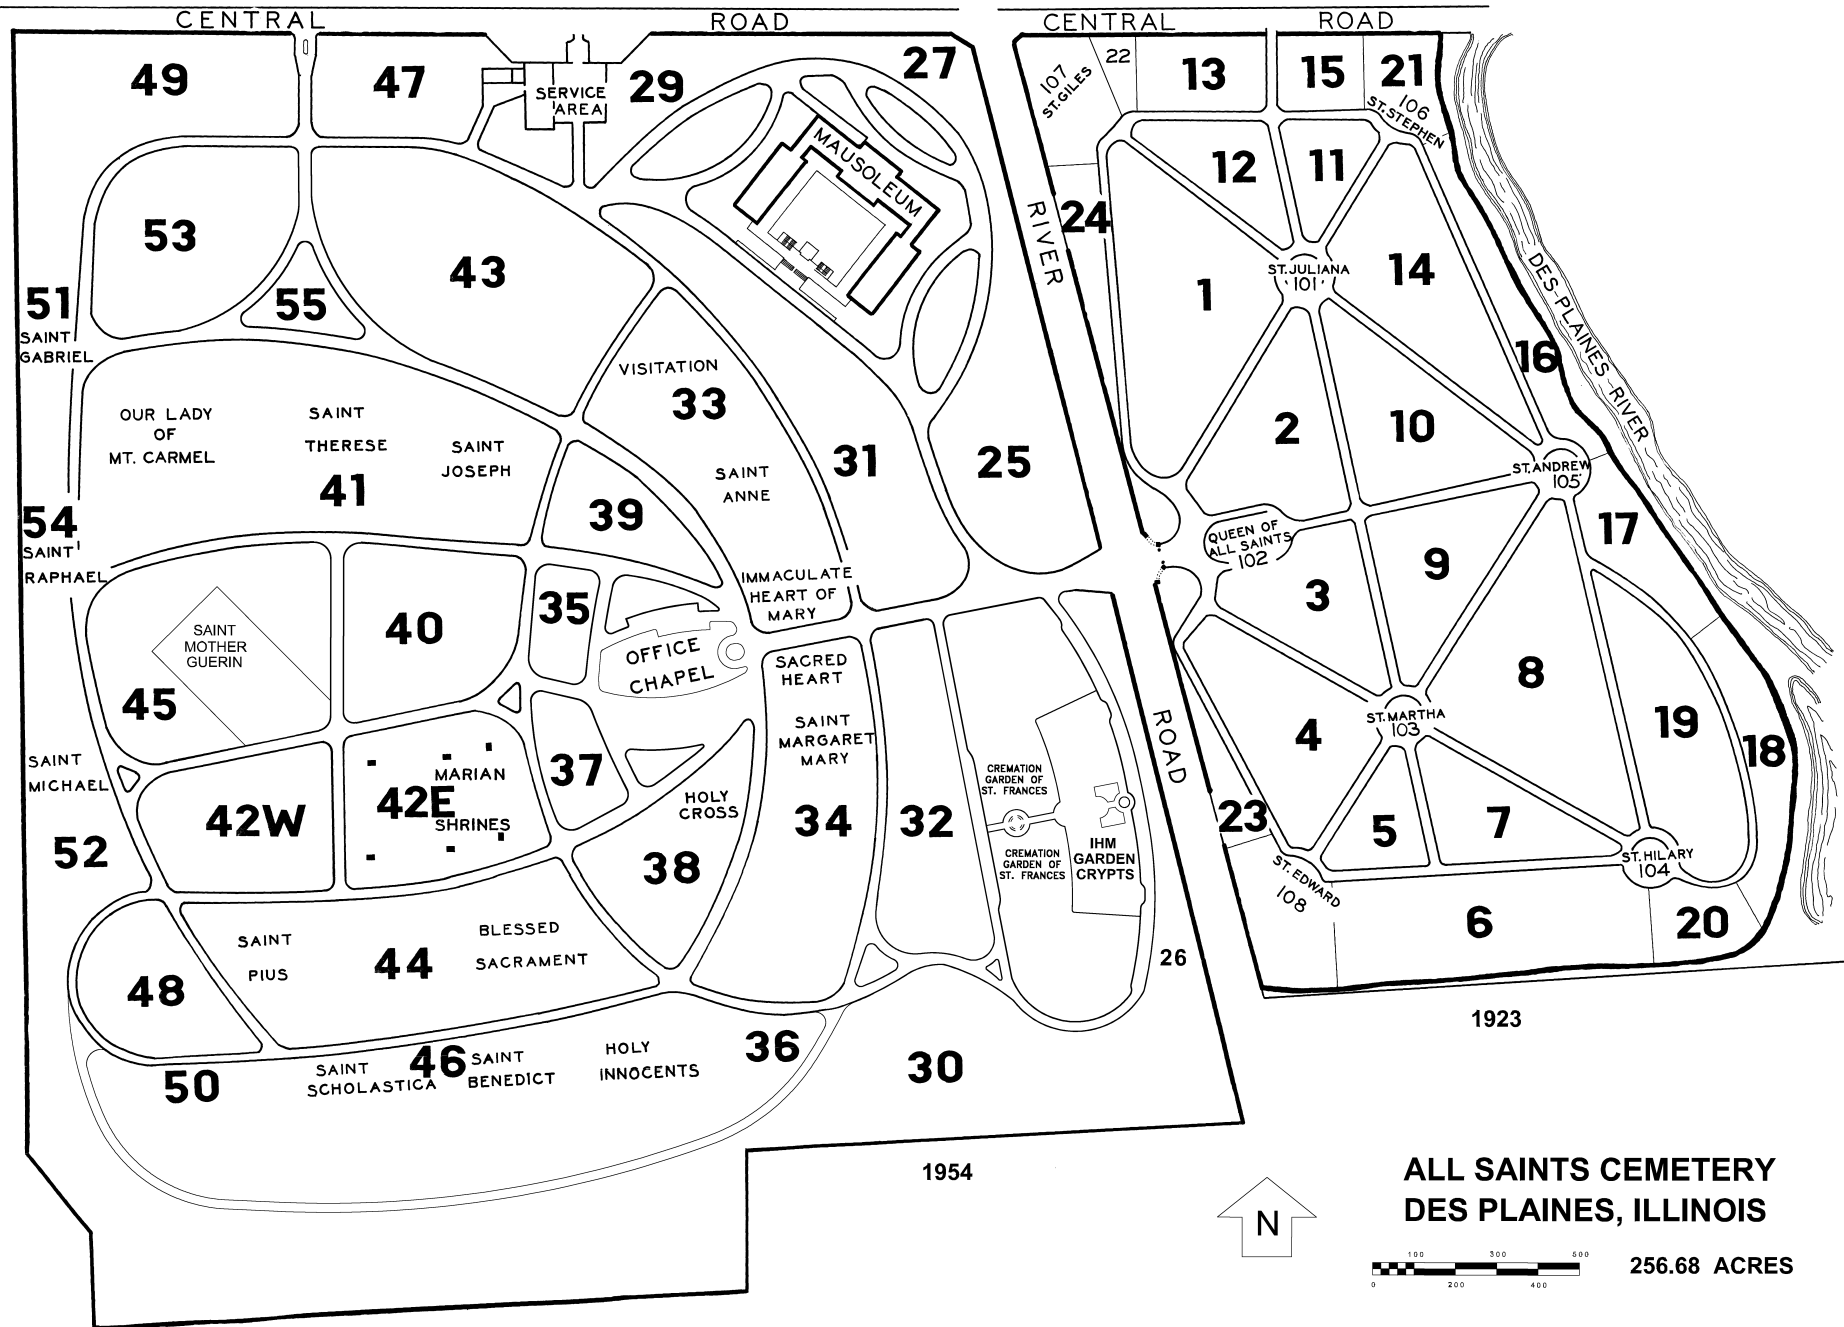 CENTRAL ROAD
CENTRAL ROAD
49
47
SERVICE
AREA
29
27
107
ST. GILES
22
13
15
21
106
ST. STEPHEN
MAUSOLEUM
12
11
53
43
55
51
SAINT
GABRIEL
RIVER
24
1
ST. JULIANA
101
14
16
DES PLAINES RIVER
VISITATION
33
SAINT
ANNE
31
25
2
10
ST. ANDREW
105
17
OUR LADY
OF
MT. CARMEL
SAINT
THERESE
SAINT
JOSEPH
41
39
54
SAINT
RAPHAEL
QUEEN OF
ALL SAINTS
102
9
3
IMMACULATE
HEART OF
MARY
SAINT
MOTHER
GUERIN
45
40
35
OFFICE
CHAPEL
SACRED
HEART
SAINT
MARGARET
MARY
34
32
8
19
18
4
ST. MARTHA
103
ROAD
SAINT
MICHAEL
52
42W
42E
MARIAN
SHRINES
37
HOLY
CROSS
38
CREMATION
GARDEN OF
ST. FRANCES
CREMATION
GARDEN OF
ST. FRANCES
IHM
GARDEN
CRYPTS
23
5
7
ST. HILARY
104
ST. EDWARD
108
6
20
26
48
SAINT
PIUS
44
BLESSED
SACRAMENT
50
SAINT
SCHOLASTICA
46
SAINT
BENEDICT
HOLY
INNOCENTS
36
30
1923
1954
N
ALL SAINTS CEMETERY
DES PLAINES, ILLINOIS
100 300 500
0 200 400
256.68 ACRES